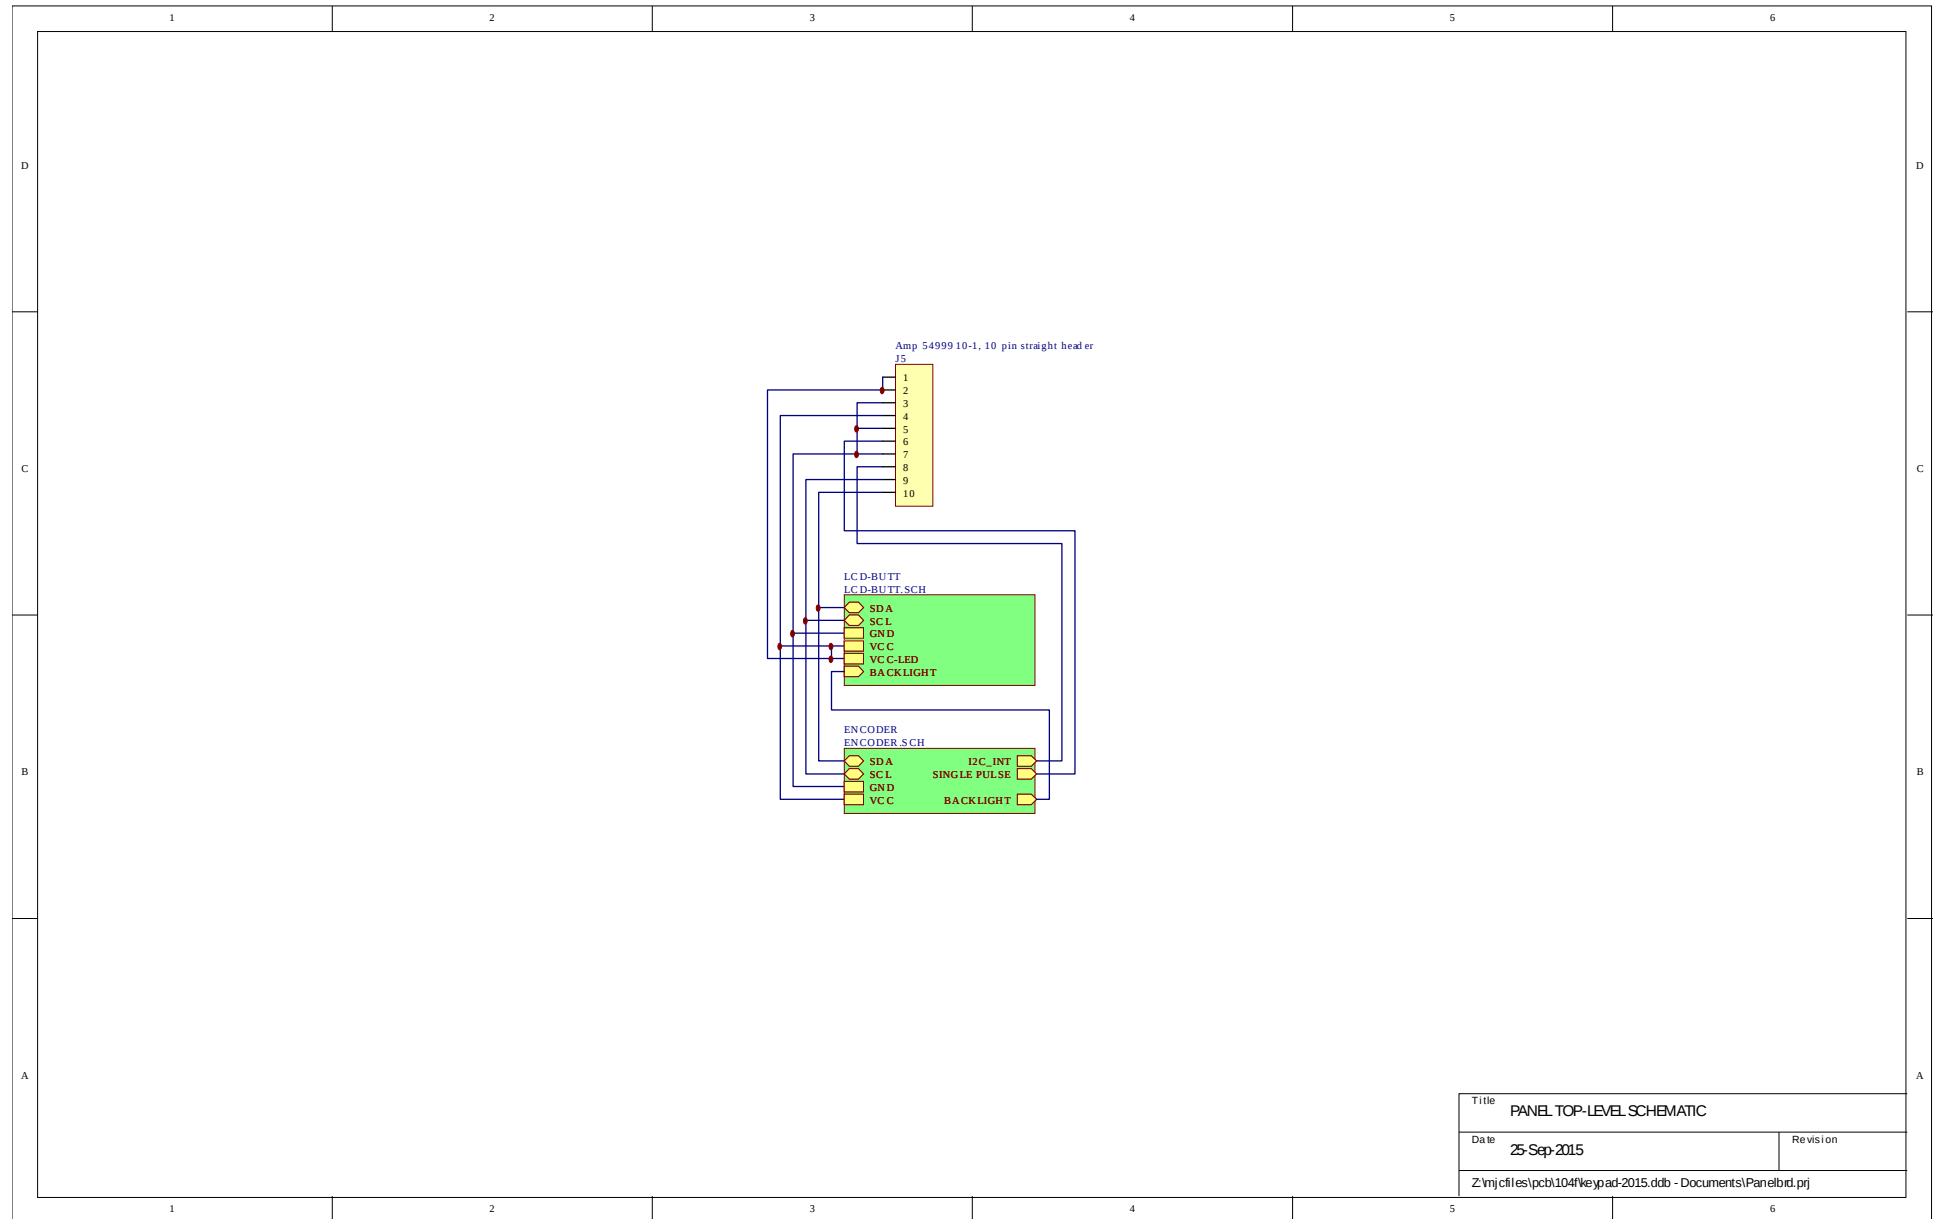 1 2 3 4 5 6
D D
Amp 5499910-1, 10 pin straight header
J5
1
2
3
4
5
6
7
8
9
10
C C
LCD-BUTT
LCD-BUTT.SCH
SDA
SCL
GND
VCC
VCC-LED
BACKLIGHT
ENCODER
ENCODER.SCH
SDA I2C_INT
SCL SINGLE PULSE
GND
VCC BACKLIGHT
B B
A A
Title PANEL TOP-LEVEL SCHEMATIC
Date 25-Sep-2015 Revision
Z:\mjcfiles\pcb\104f\keypad-2015.ddb - Documents\Panelbrd.prj
1 2 3 4 5 6